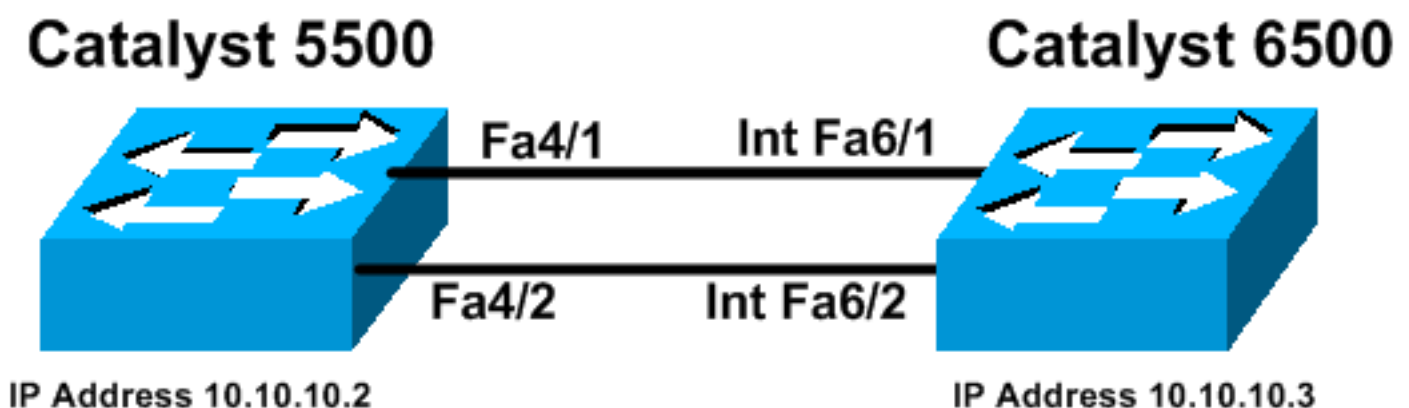 Catalyst 5500
Catalyst 6500
Fa4/1
Int Fa6/1
Fa4/2
Int Fa6/2
IP Address 10.10.10.2
IP Address 10.10.10.3